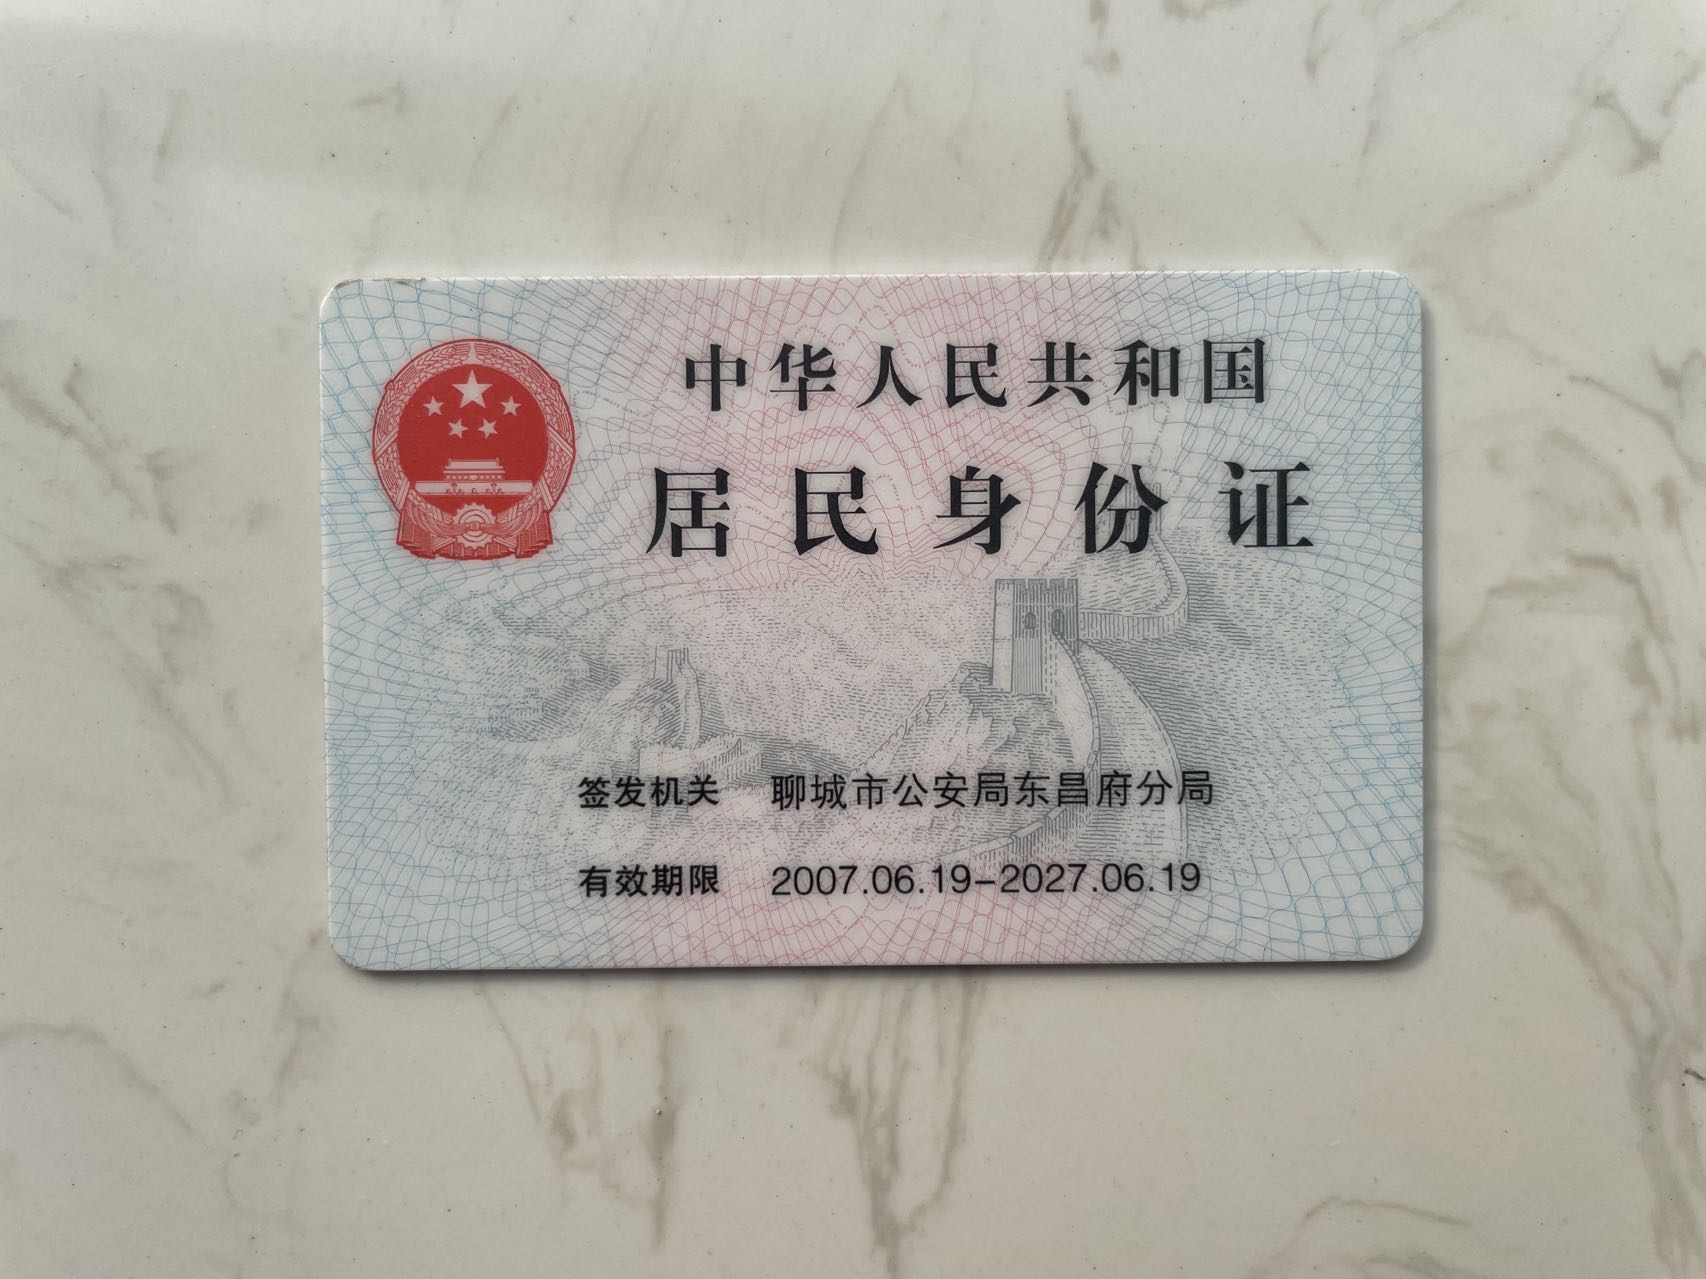 中华人民共和国
居民身份证
签发机关 聊城市公安局东昌府分局
有效期限 2007.06.19-2027.06.19